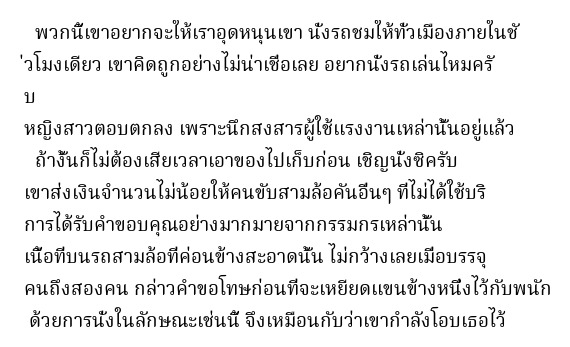 พวกนี้เขาอยากจะให้เราอุดหนุนเขา นั่งรถชมให้ทั่วเมืองภายในชั
่วโมงเดียว เขาคิดถูกอย่างไม่น่าเชื่อเลย อยากนั่งรถเล่นไหมครั
บ
หญิงสาวตอบตกลง เพราะนึกสงสารผู้ใช้แรงงานเหล่านั้นอยู่แล้ว
ถ้างั้นก็ไม่ต้องเสียเวลาเอาของไปเก็บก่อน เชิญนั่งซิครับ
เขาส่งเงินจำนวนไม่น้อยให้คนขับสามล้อคันอื่นๆ ที่ไม่ได้ใช้บริ
การได้รับคำขอบคุณอย่างมากมายจากกรรมกรเหล่านั้น
เนื้อที่บนรถสามล้อที่ค่อนข้างสะอาดนั้น ไม่กว้างเลยเมื่อบรรจุ
คนถึงสองคน กล่าวคำขอโทษก่อนที่จะเหยียดแขนข้างหนึ่งไว้กับพนัก
ด้วยการนั่งในลักษณะเช่นนี้ จึงเหมือนกับว่าเขากำลังโอบเธอไว้